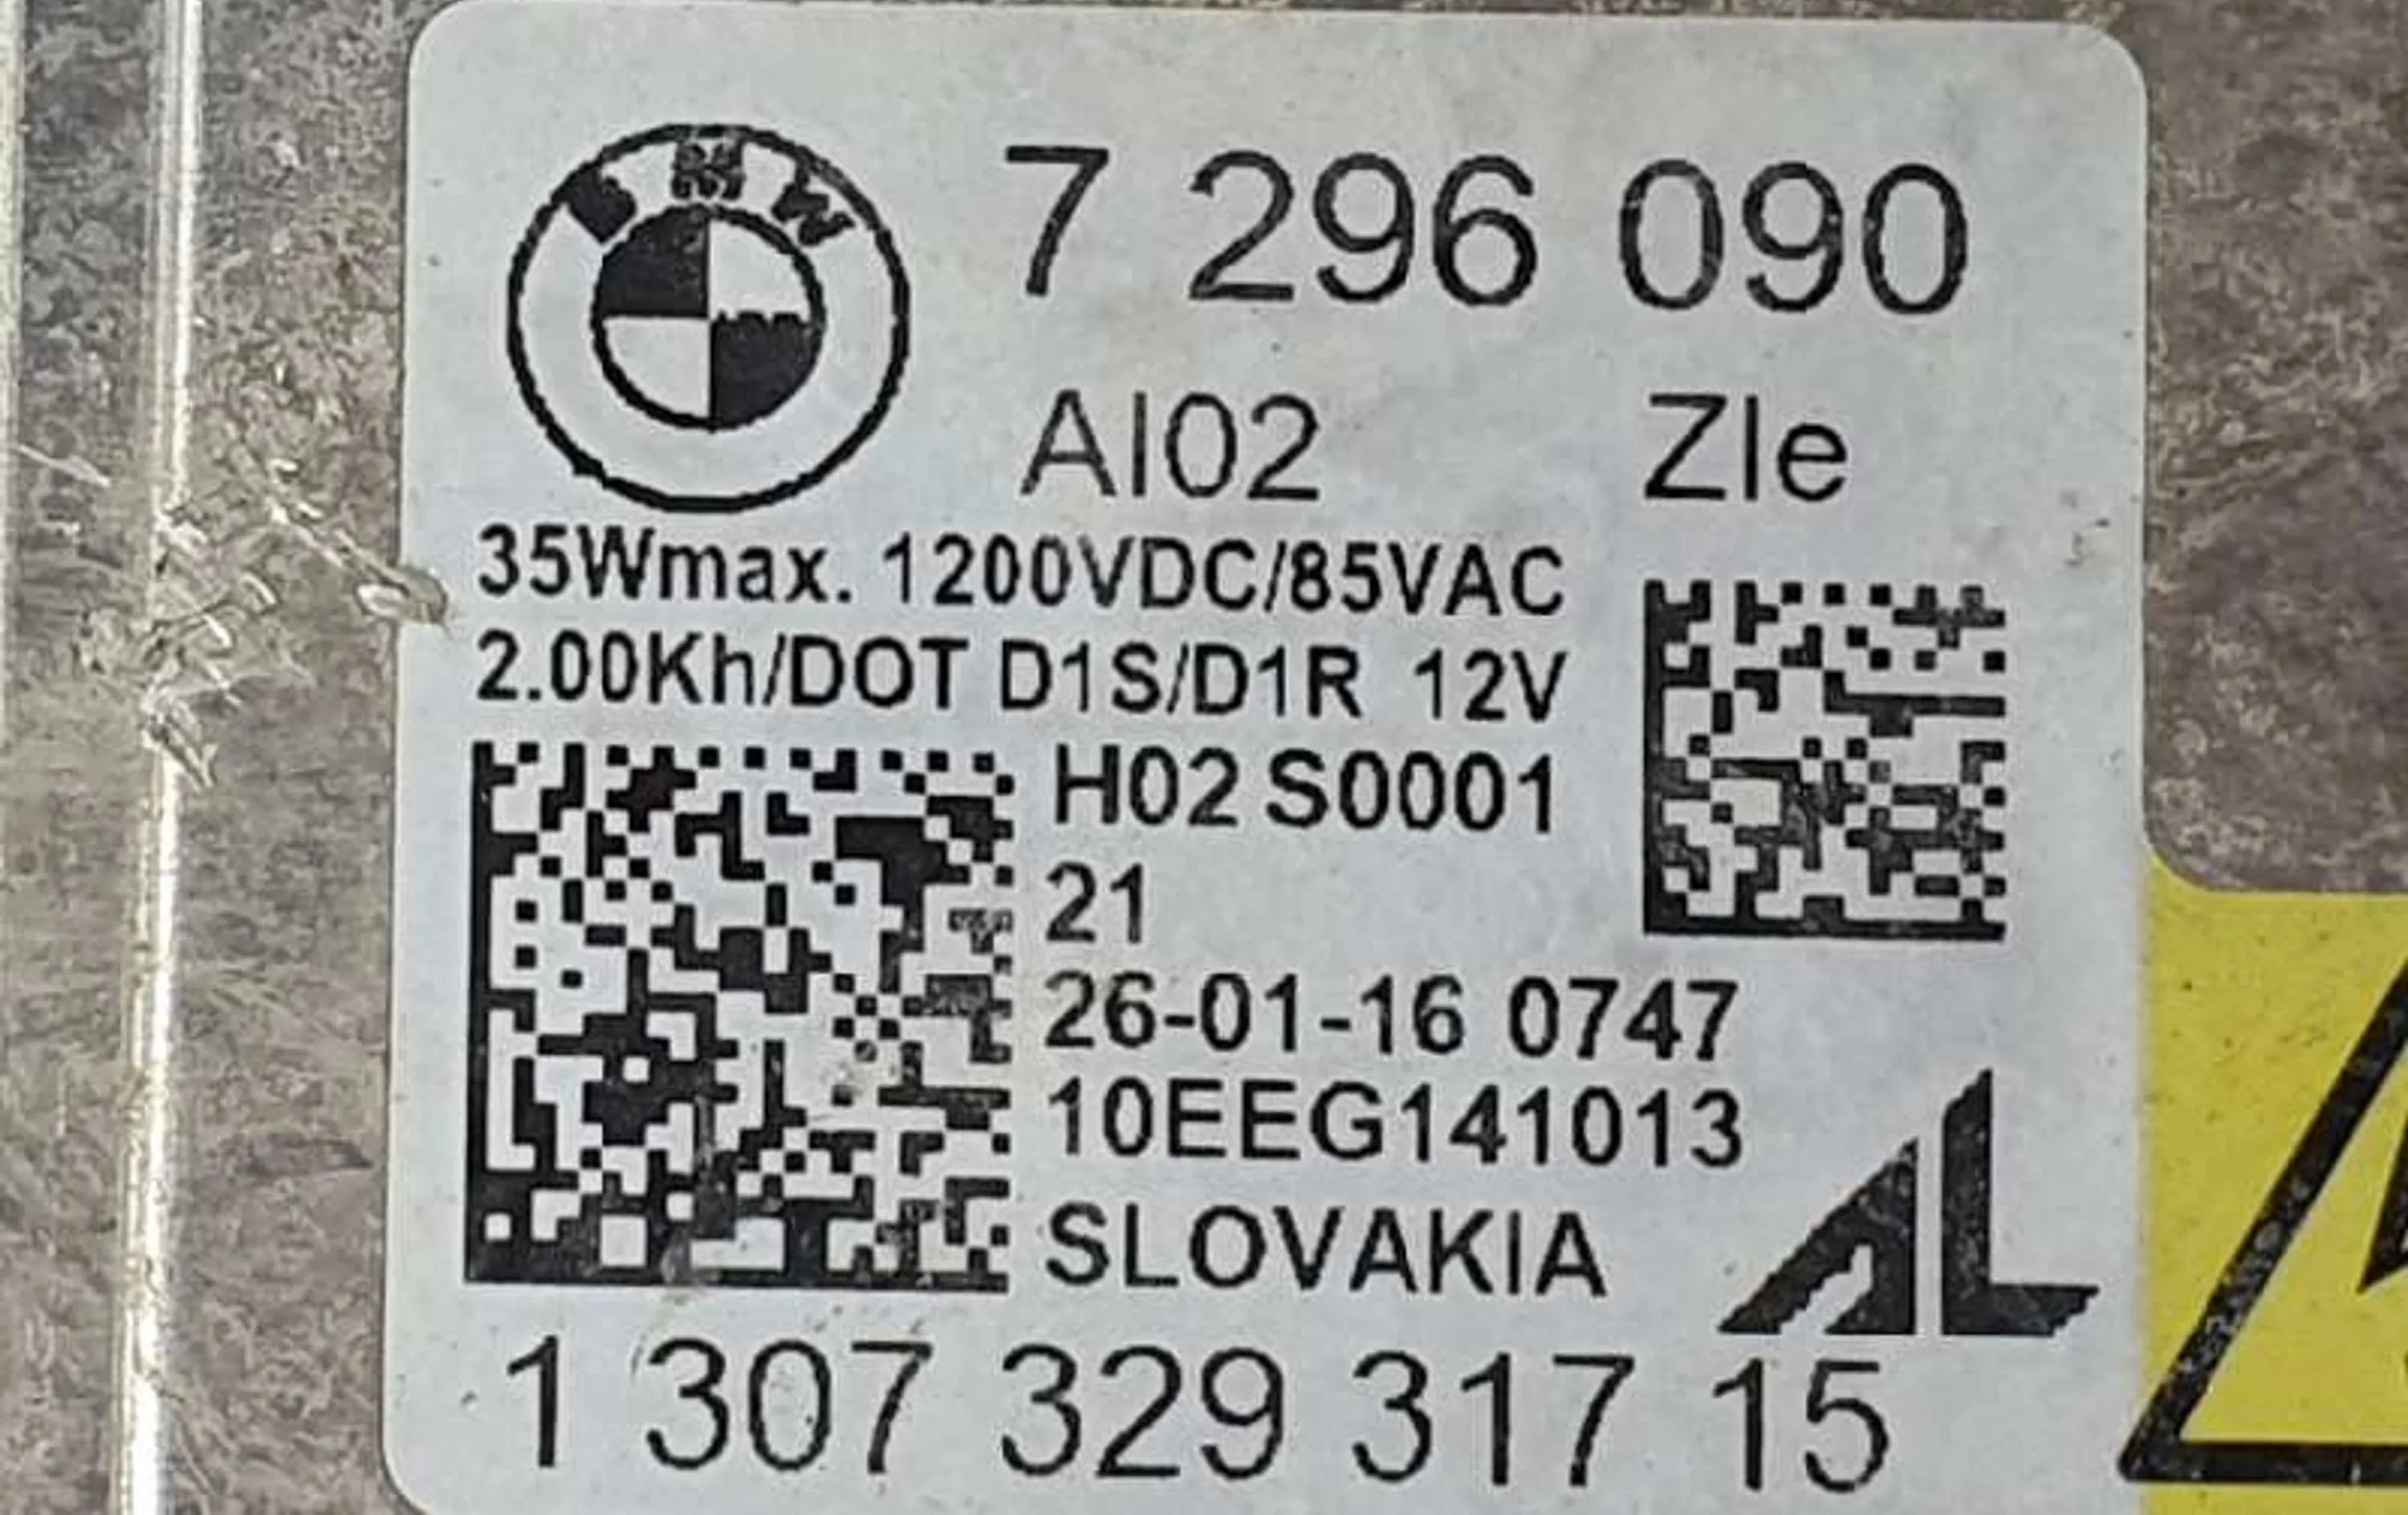 BMW
7 296 090
AI02 ZIe
35Wmax. 1200VDC/85VAC
2.00Kh/DOT D1S/D1R 12V
H02 S0001
21
26-01-16 0747
10EEG141013
SLOVAKIA
AL
1 307 329 317 15